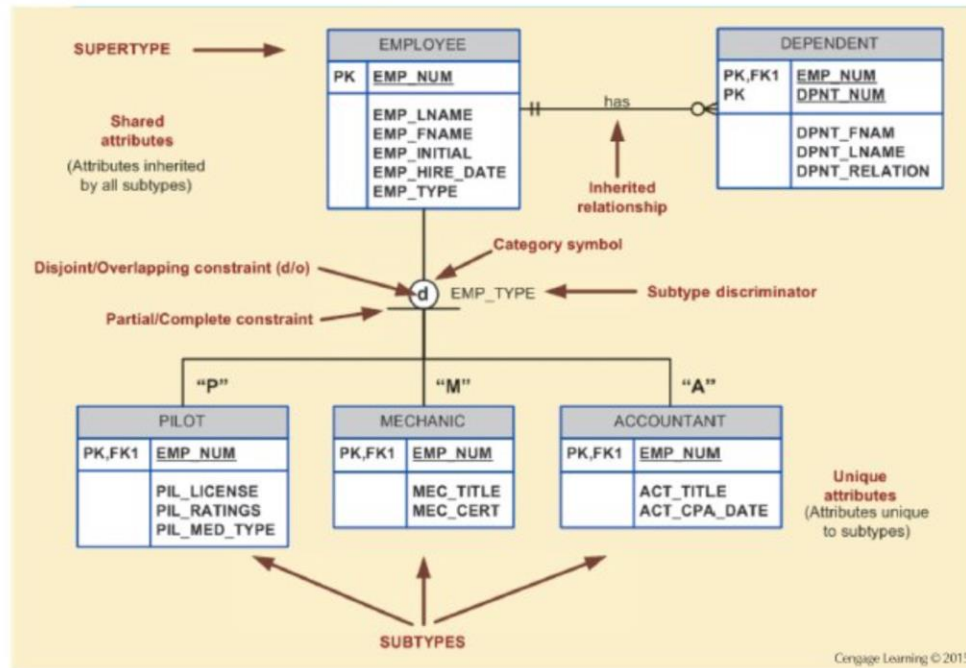 SUPERTYPE
EMPLOYEE
PK EMP_NUM
EMP_LNAME
EMP_FNAME
EMP_INITIAL
EMP_HIRE_DATE
EMP_TYPE
has
DEPENDENT
PK,FK1 EMP_NUM
PK DPNT_NUM
DPNT_FNAM
DPNT_LNAME
DPNT_RELATION
Shared
attributes
(Attributes inherited
by all subtypes)
Inherited
relationship
Category symbol
Disjoint/Overlapping constraint (d/o)
d EMP_TYPE
Subtype discriminator
Partial/Complete constraint
“P”
“M”
“A”
PILOT
PK,FK1 EMP_NUM
PIL_LICENSE
PIL_RATINGS
PIL_MED_TYPE
MECHANIC
PK,FK1 EMP_NUM
MEC_TITLE
MEC_CERT
ACCOUNTANT
PK,FK1 EMP_NUM
ACT_TITLE
ACT_CPA_DATE
Unique
attributes
(Attributes unique
to subtypes)
SUBTYPES
Cengage Learning © 2015